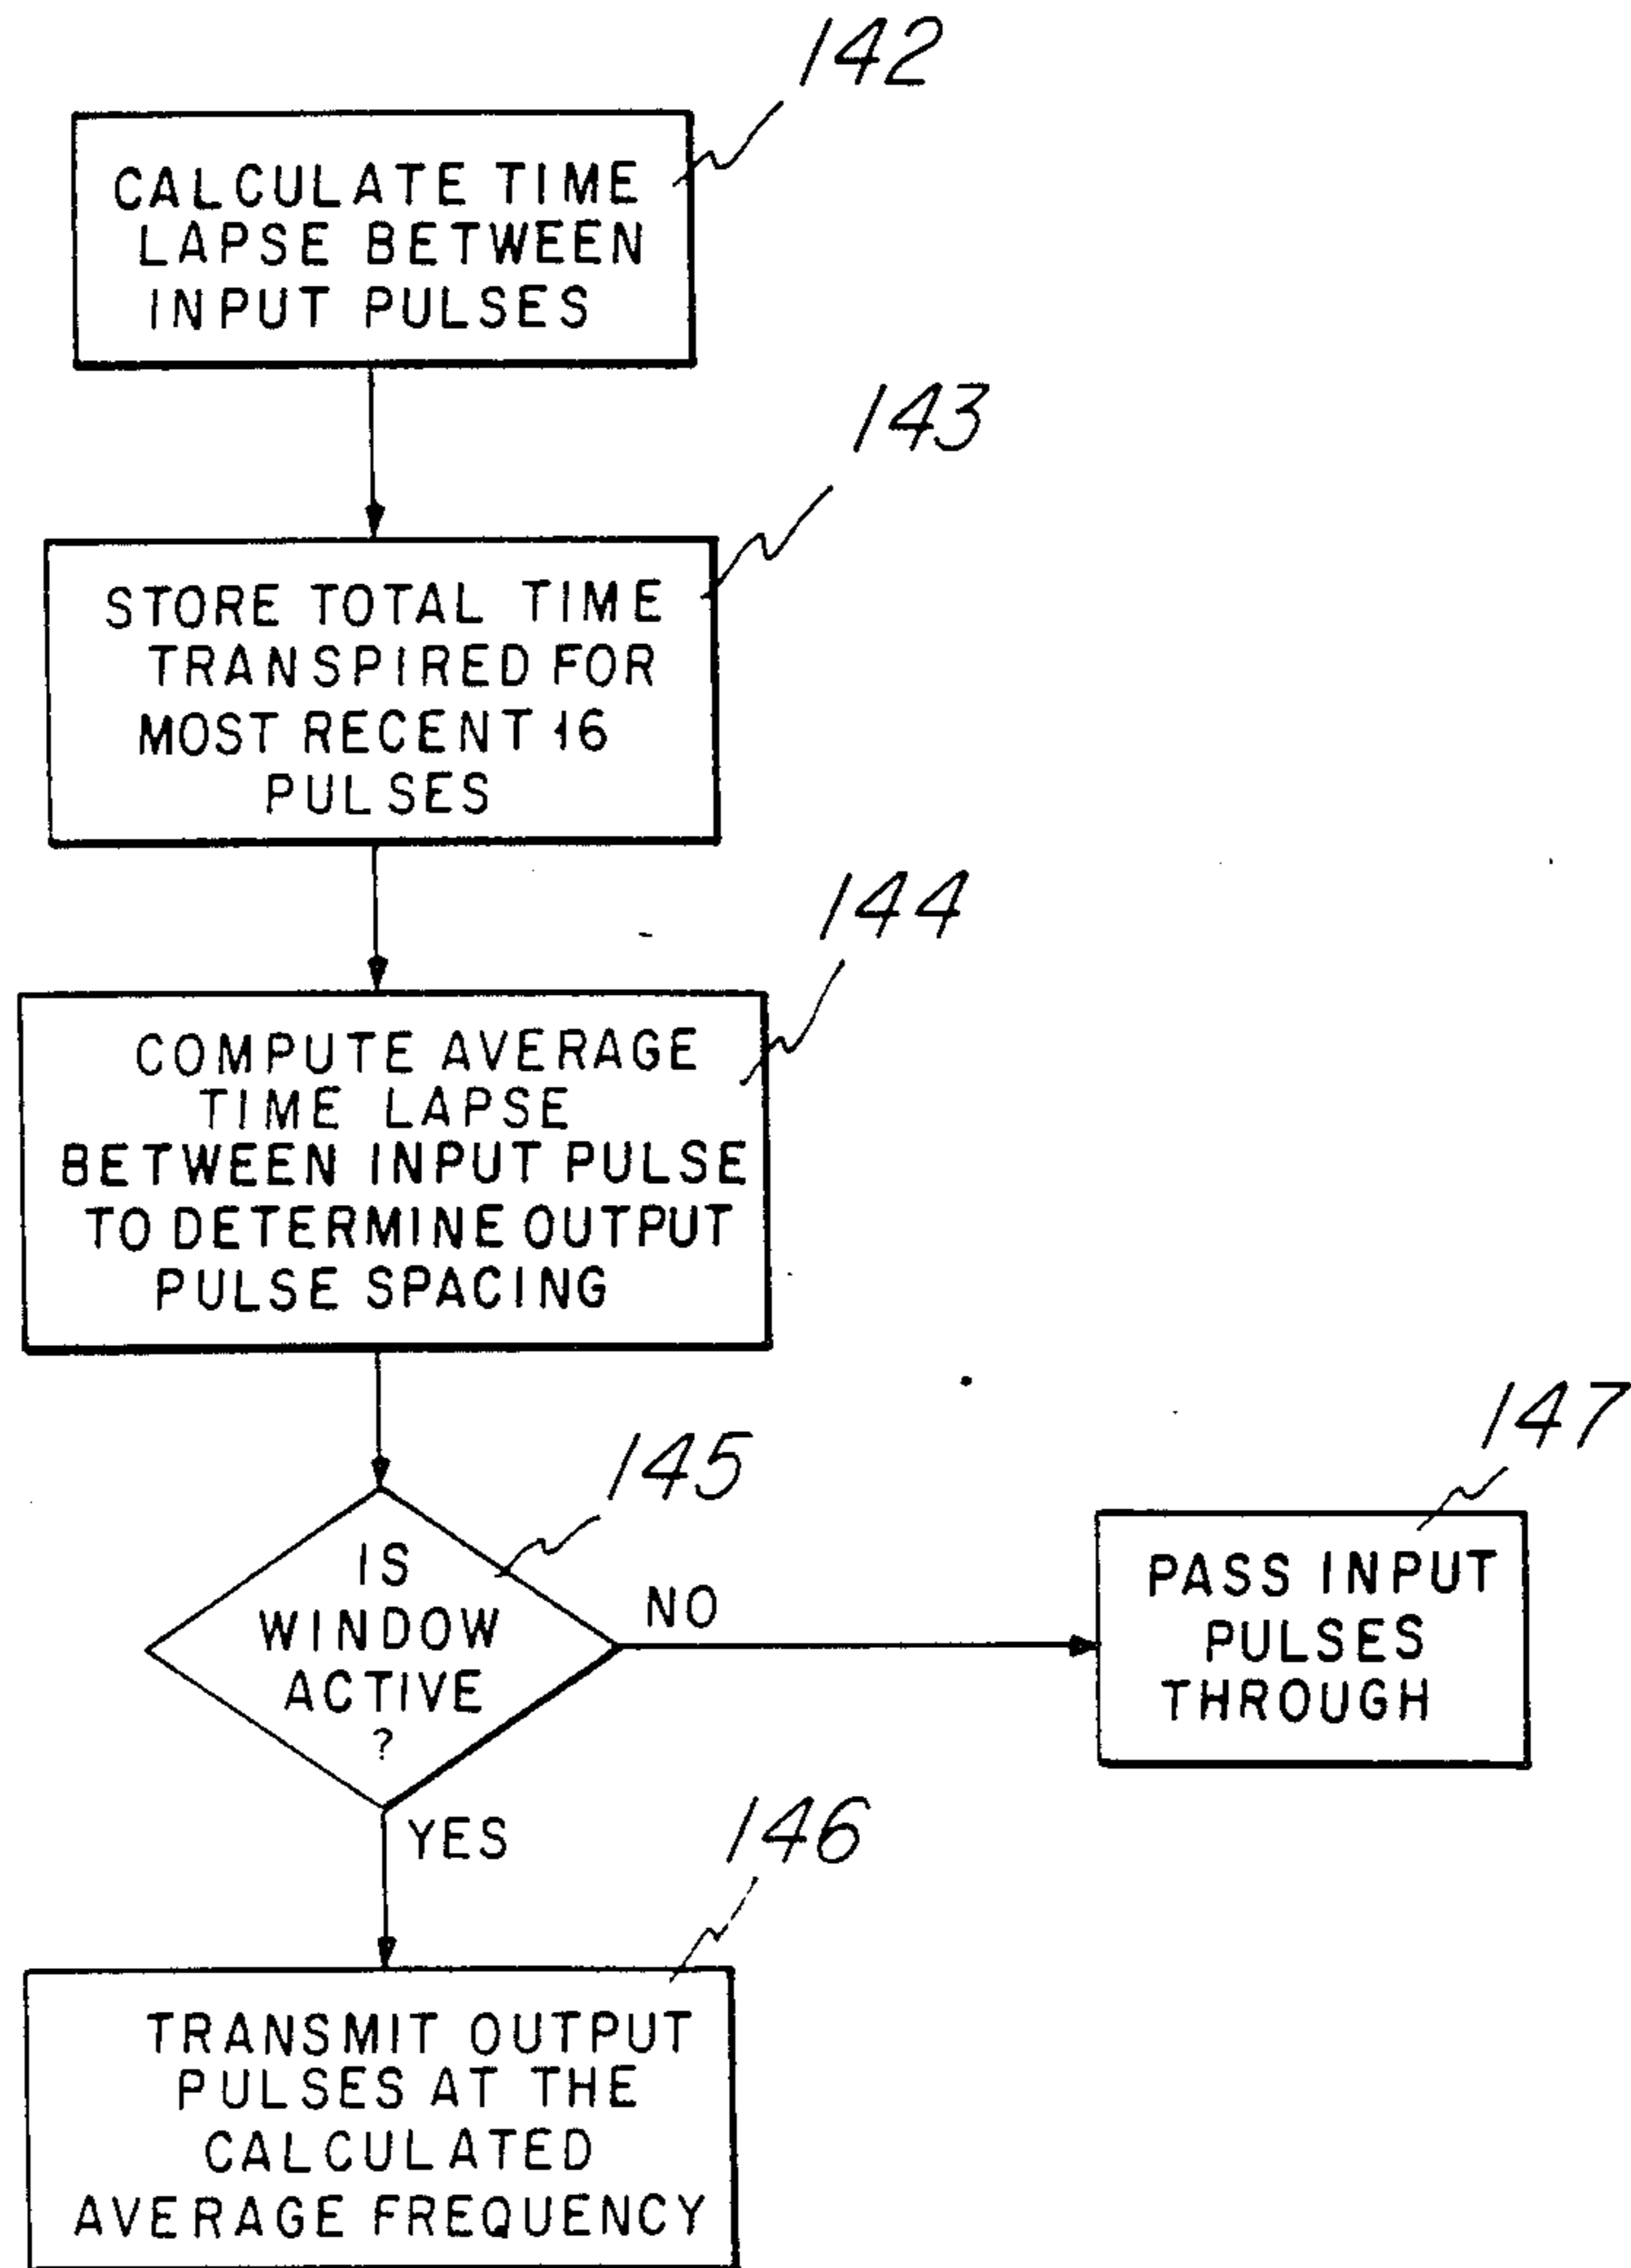 142
CALCULATE TIME
LAPSE BETWEEN
INPUT PULSES
143
STORE TOTAL TIME
TRANSPIRED FOR
MOST RECENT 16
PULSES
144
COMPUTE AVERAGE
TIME LAPSE
BETWEEN INPUT PULSE
TO DETERMINE OUTPUT
PULSE SPACING
145
IS
WINDOW
ACTIVE
?
NO
147
PASS INPUT
PULSES
THROUGH
YES
146
TRANSMIT OUTPUT
PULSES AT THE
CALCULATED
AVERAGE FREQUENCY